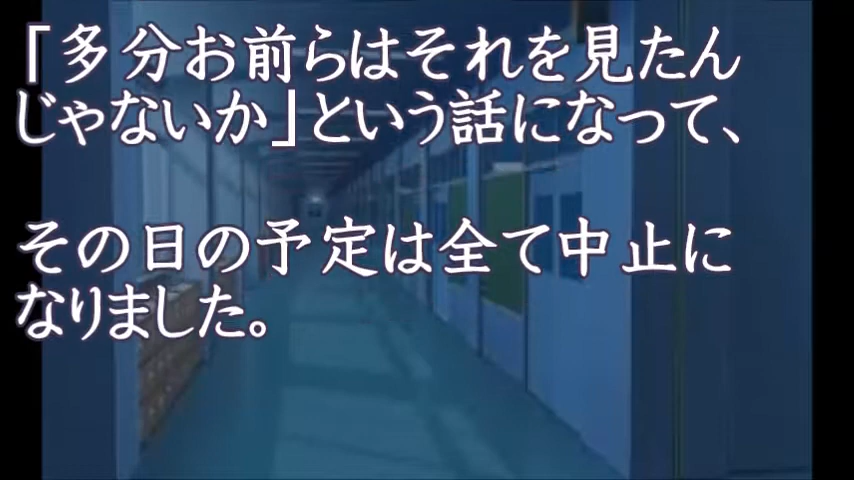 「多分お前らはそれを見たん
じゃないか」という話になって、
その日の予定は全て中止に
なりました。